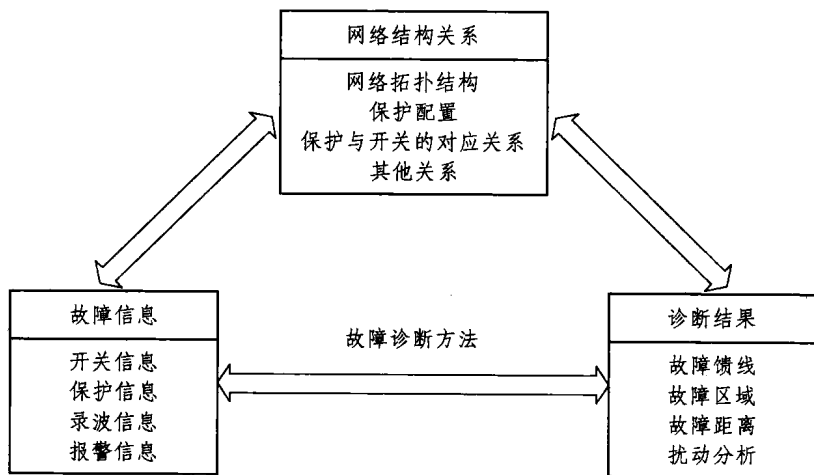 网络结构关系
网络拓扑结构
保护配置
保护与开关的对应关系
其他关系
故障信息
开关信息
保护信息
录波信息
报警信息
故障诊断方法
诊断结果
故障馈线
故障区域
故障距离
扰动分析